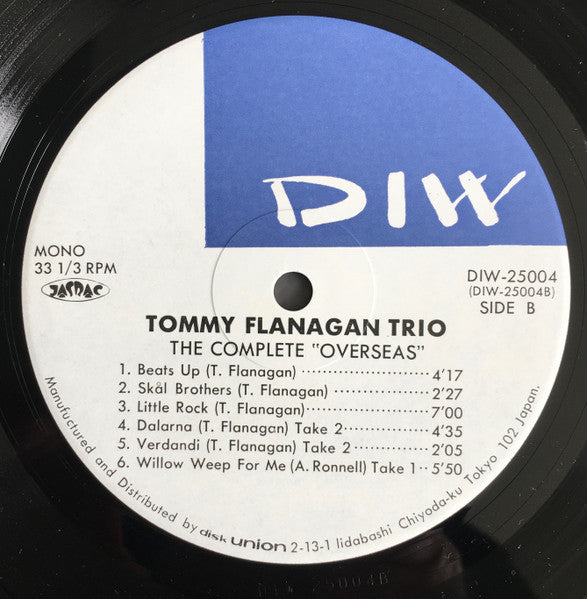 DIW
MONO
33 1/3 RPM
JASRAC
DIW-25004
(DIW-25004B)
SIDE B
TOMMY FLANAGAN TRIO
THE COMPLETE "OVERSEAS"
1. Beats Up (T. Flanagan) ···················· 4'17
2. Skål Brothers (T. Flanagan) ··············· 2'27
3. Little Rock (T. Flanagan)·················· 7'00
4. Dalarna (T. Flanagan) Take 2 ············ 4'35
5. Verdandi (T. Flanagan) Take 2 ·········· 2'05
6. Willow Weep For Me (A. Ronnell) Take 1 ·· 5'50
Manufuctured and Distributed by disk union 2-13-1 Iidabashi Chiyoda-ku Tokyo 102 Japan.
DIW 25004B